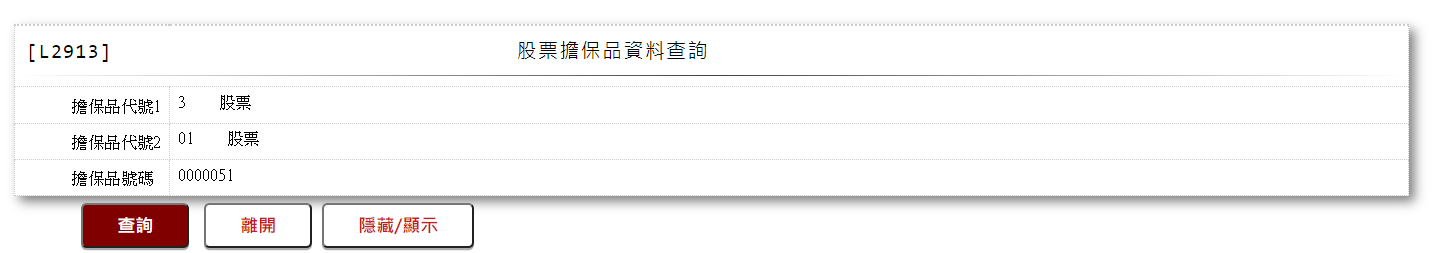 [L2913] 股票擔保品資料查詢
擔保品代號1 3 股票
擔保品代號2 01 股票
擔保品號碼 0000051
查詢 離開 隱藏/顯示